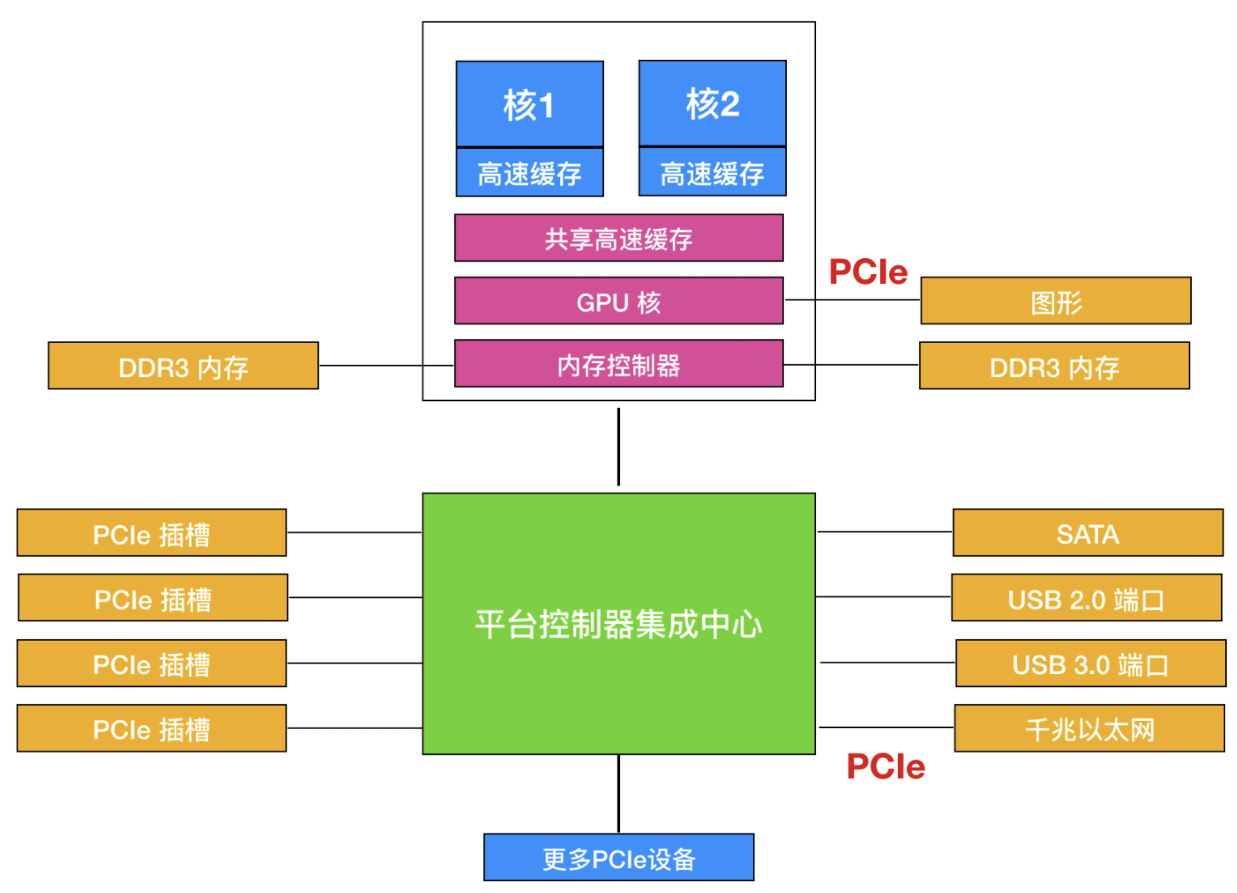 核1
核2
高速缓存
高速缓存
共享高速缓存
PCIe
GPU 核
图形
DDR3 内存
内存控制器
DDR3 内存
PCIe 插槽
PCIe 插槽
PCIe 插槽
PCIe 插槽
平台控制器集成中心
SATA
USB 2.0 端口
USB 3.0 端口
千兆以太网
PCIe
更多PCIe设备